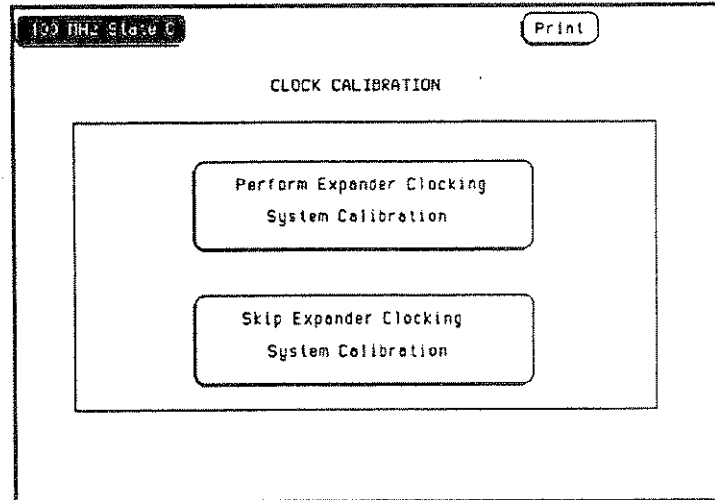 100 MHz State C
Print
CLOCK CALIBRATION
Perform Expander Clocking
System Calibration
Skip Expander Clocking
System Calibration